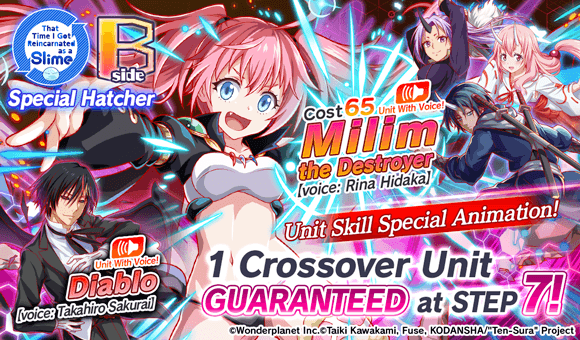 That
Time I Got
Reincarnated
as a
Slime
B
side
Special Hatcher
Cost 65
Unit With Voice!
Milim
the Destroyer
[voice: Rina Hidaka]
Unit Skill Special Animation!
Unit With Voice!
Diablo
[voice: Takahiro Sakurai]
1 Crossover Unit
GUARANTEED at STEP 7!
©Wonderplanet Inc.©Taiki Kawakami, Fuse, KODANSHA/"Ten-Sura" Project